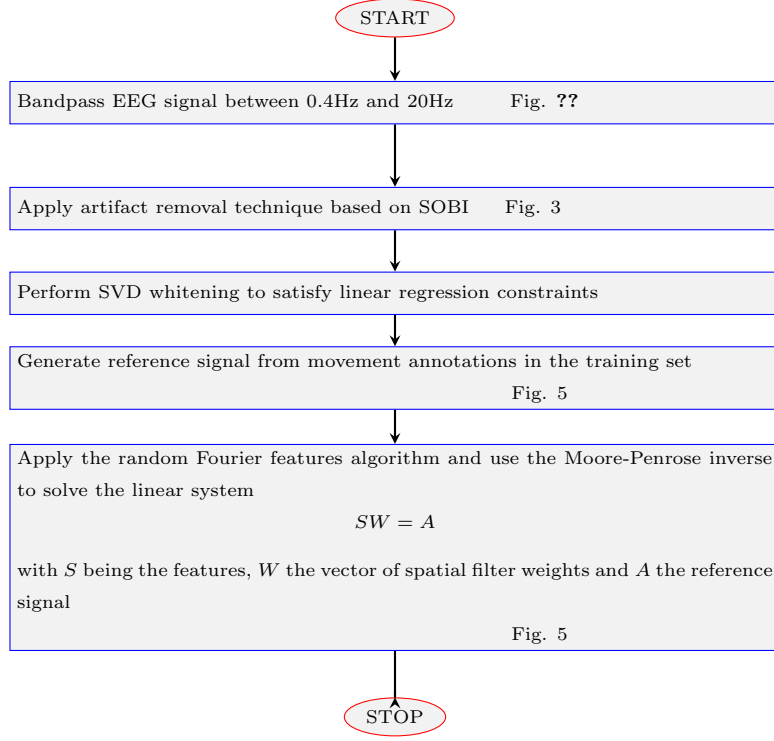 START
Bandpass EEG signal between 0.4Hz and 20Hz Fig. ??
Apply artifact removal technique based on SOBI Fig. 3
Perform SVD whitening to satisfy linear regression constraints
Generate reference signal from movement annotations in the training set
Fig. 5
Apply the random Fourier features algorithm and use the Moore-Penrose inverse
to solve the linear system
SW = A
with S being the features, W the vector of spatial filter weights and A the reference
signal
Fig. 5
STOP